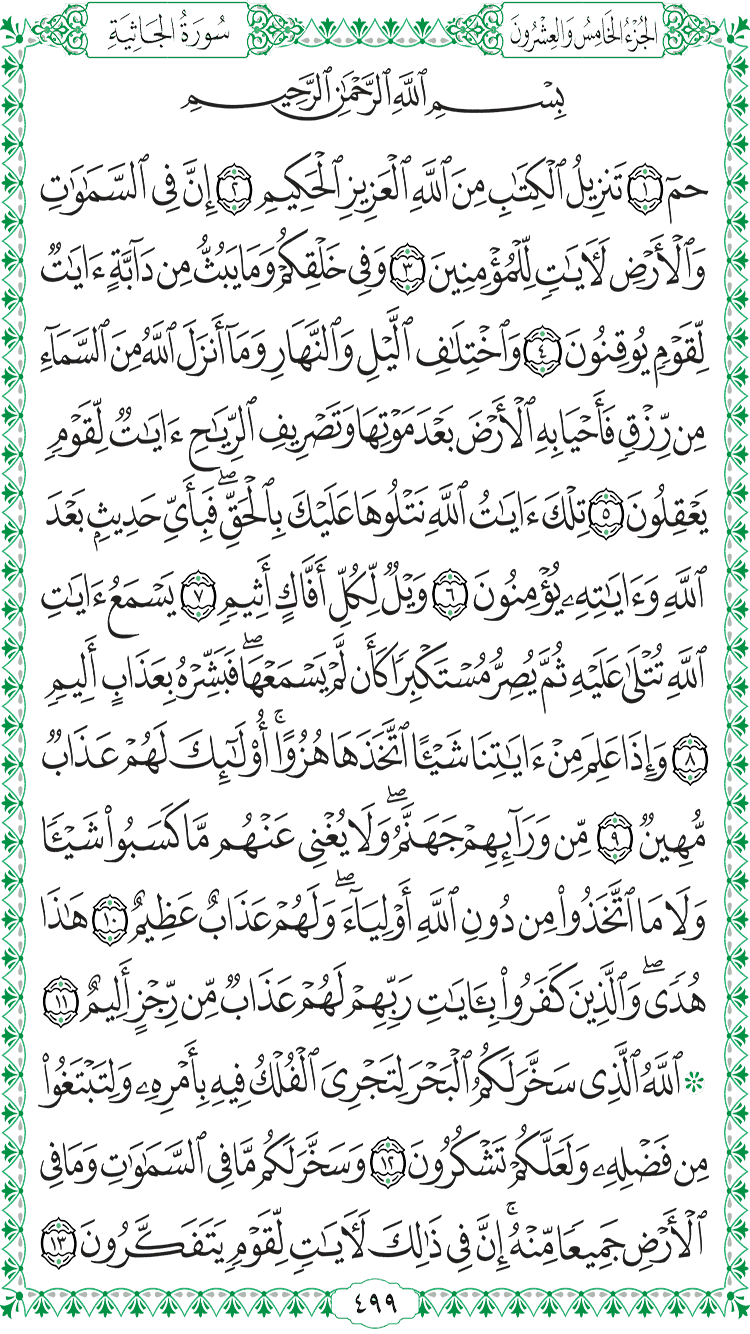 الجُزْءُ الخَامِسُ وَالعِشْرُونَ
سُورَةُ الجَاثِيَةِ
بِسْمِ ٱللَّهِ ٱلرَّحْمَٰنِ ٱلرَّحِيمِ
حمٓ ١ تَنزِيلُ ٱلْكِتَٰبِ مِنَ ٱللَّهِ ٱلْعَزِيزِ ٱلْحَكِيمِ ٢ إِنَّ فِى ٱلسَّمَٰوَٰتِ
وَٱلْأَرْضِ لَءَايَٰتٍ لِّلْمُؤْمِنِينَ ٣ وَفِى خَلْقِكُمْ وَمَا يَبُثُّ مِن دَآبَّةٍ ءَايَٰتٌ
لِّقَوْمٍ يُوقِنُونَ ٤ وَٱخْتِلَٰفِ ٱلَّيْلِ وَٱلنَّهَارِ وَمَآ أَنزَلَ ٱللَّهُ مِنَ ٱلسَّمَآءِ
مِن رِّزْقٍ فَأَحْيَا بِهِ ٱلْأَرْضَ بَعْدَ مَوْتِهَا وَتَصْرِيفِ ٱلرِّيَٰحِ ءَايَٰتٌ لِّقَوْمٍ
يَعْقِلُونَ ٥ تِلْكَ ءَايَٰتُ ٱللَّهِ نَتْلُوهَا عَلَيْكَ بِٱلْحَقِّ ۖ فَبِأَىِّ حَدِيثٍۭ بَعْدَ
ٱللَّهِ وَءَايَٰتِهِۦ يُؤْمِنُونَ ٦ وَيْلٌ لِّكُلِّ أَفَّاكٍ أَثِيمٍ ٧ يَسْمَعُ ءَايَٰتِ
ٱللَّهِ تُتْلَىٰ عَلَيْهِ ثُمَّ يُصِرُّ مُسْتَكْبِرًا كَأَن لَّمْ يَسْمَعْهَا ۖ فَبَشِّرْهُ بِعَذَابٍ أَلِيمٍ
٨ وَإِذَا عَلِمَ مِنْ ءَايَٰتِنَا شَيْـًٔا ٱتَّخَذَهَا هُزُوًا ۚ أُو۟لَٰٓئِكَ لَهُمْ عَذَابٌ
مُّهِينٌ ٩ مِّن وَرَآئِهِمْ جَهَنَّمُ ۖ وَلَا يُغْنِى عَنْهُم مَّا كَسَبُوا۟ شَيْـًٔا
وَلَا مَا ٱتَّخَذُوا۟ مِن دُونِ ٱللَّهِ أَوْلِيَآءَ ۖ وَلَهُمْ عَذَابٌ عَظِيمٌ ١٠ هَٰذَا
هُدًى ۖ وَٱلَّذِينَ كَفَرُوا۟ بِـَٔايَٰتِ رَبِّهِمْ لَهُمْ عَذَابٌ مِّن رِّجْزٍ أَلِيمٌ ١١
۞ ٱللَّهُ ٱلَّذِى سَخَّرَ لَكُمُ ٱلْبَحْرَ لِتَجْرِىَ ٱلْفُلْكُ فِيهِ بِأَمْرِهِۦ وَلِتَبْتَغُوا۟
مِن فَضْلِهِۦ وَلَعَلَّكُمْ تَشْكُرُونَ ١٢ وَسَخَّرَ لَكُم مَّا فِى ٱلسَّمَٰوَٰتِ وَمَا فِى
ٱلْأَرْضِ جَمِيعًا مِّنْهُ ۚ إِنَّ فِى ذَٰلِكَ لَءَايَٰتٍ لِّقَوْمٍ يَتَفَكَّرُونَ ١٣
٤٩٩